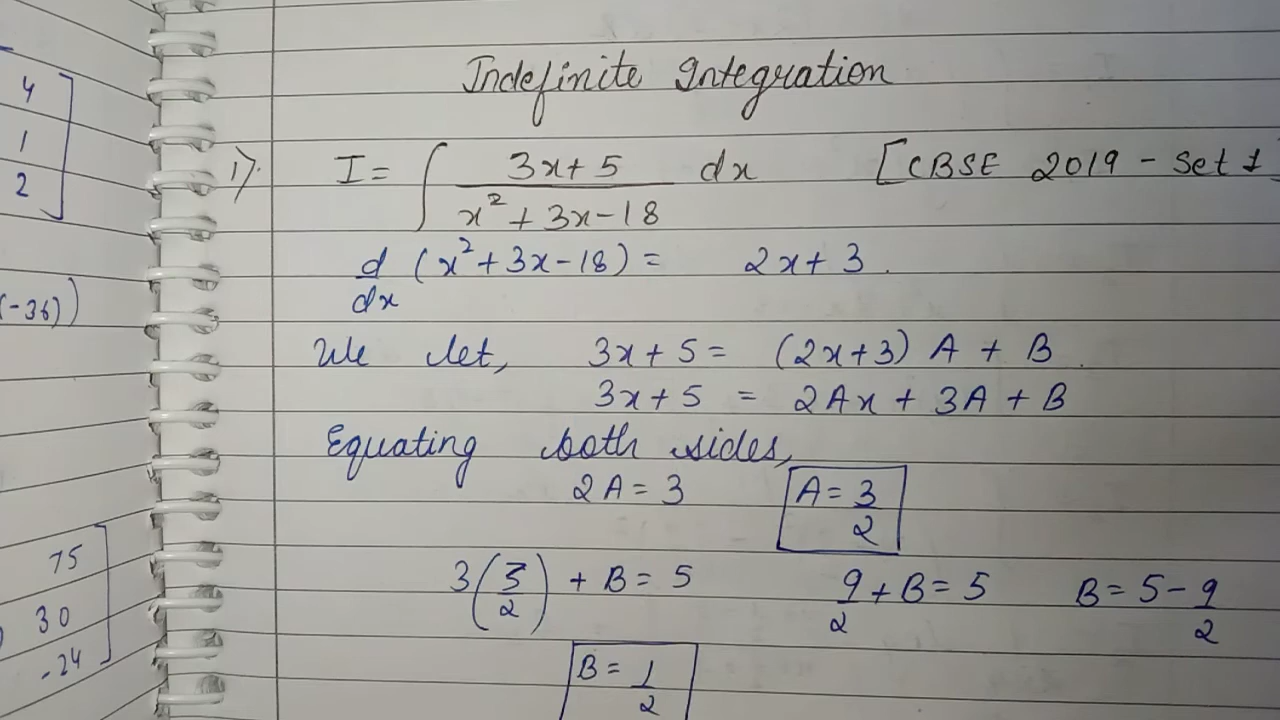 4
1
2
(-36))
75
30
-24
Indefinite Integration
1). I = ∫ 3x+5 / x² + 3x - 18 dx [CBSE 2019 - Set 1]
d/dx (x² + 3x - 18) = 2x + 3.
We let, 3x + 5 = (2x+3) A + B.
3x + 5 = 2Ax + 3A + B
Equating both sides,
2A = 3 A = 3/2
3(3/2) + B = 5 9/2 + B = 5 B = 5 - 9/2
B = 1/2